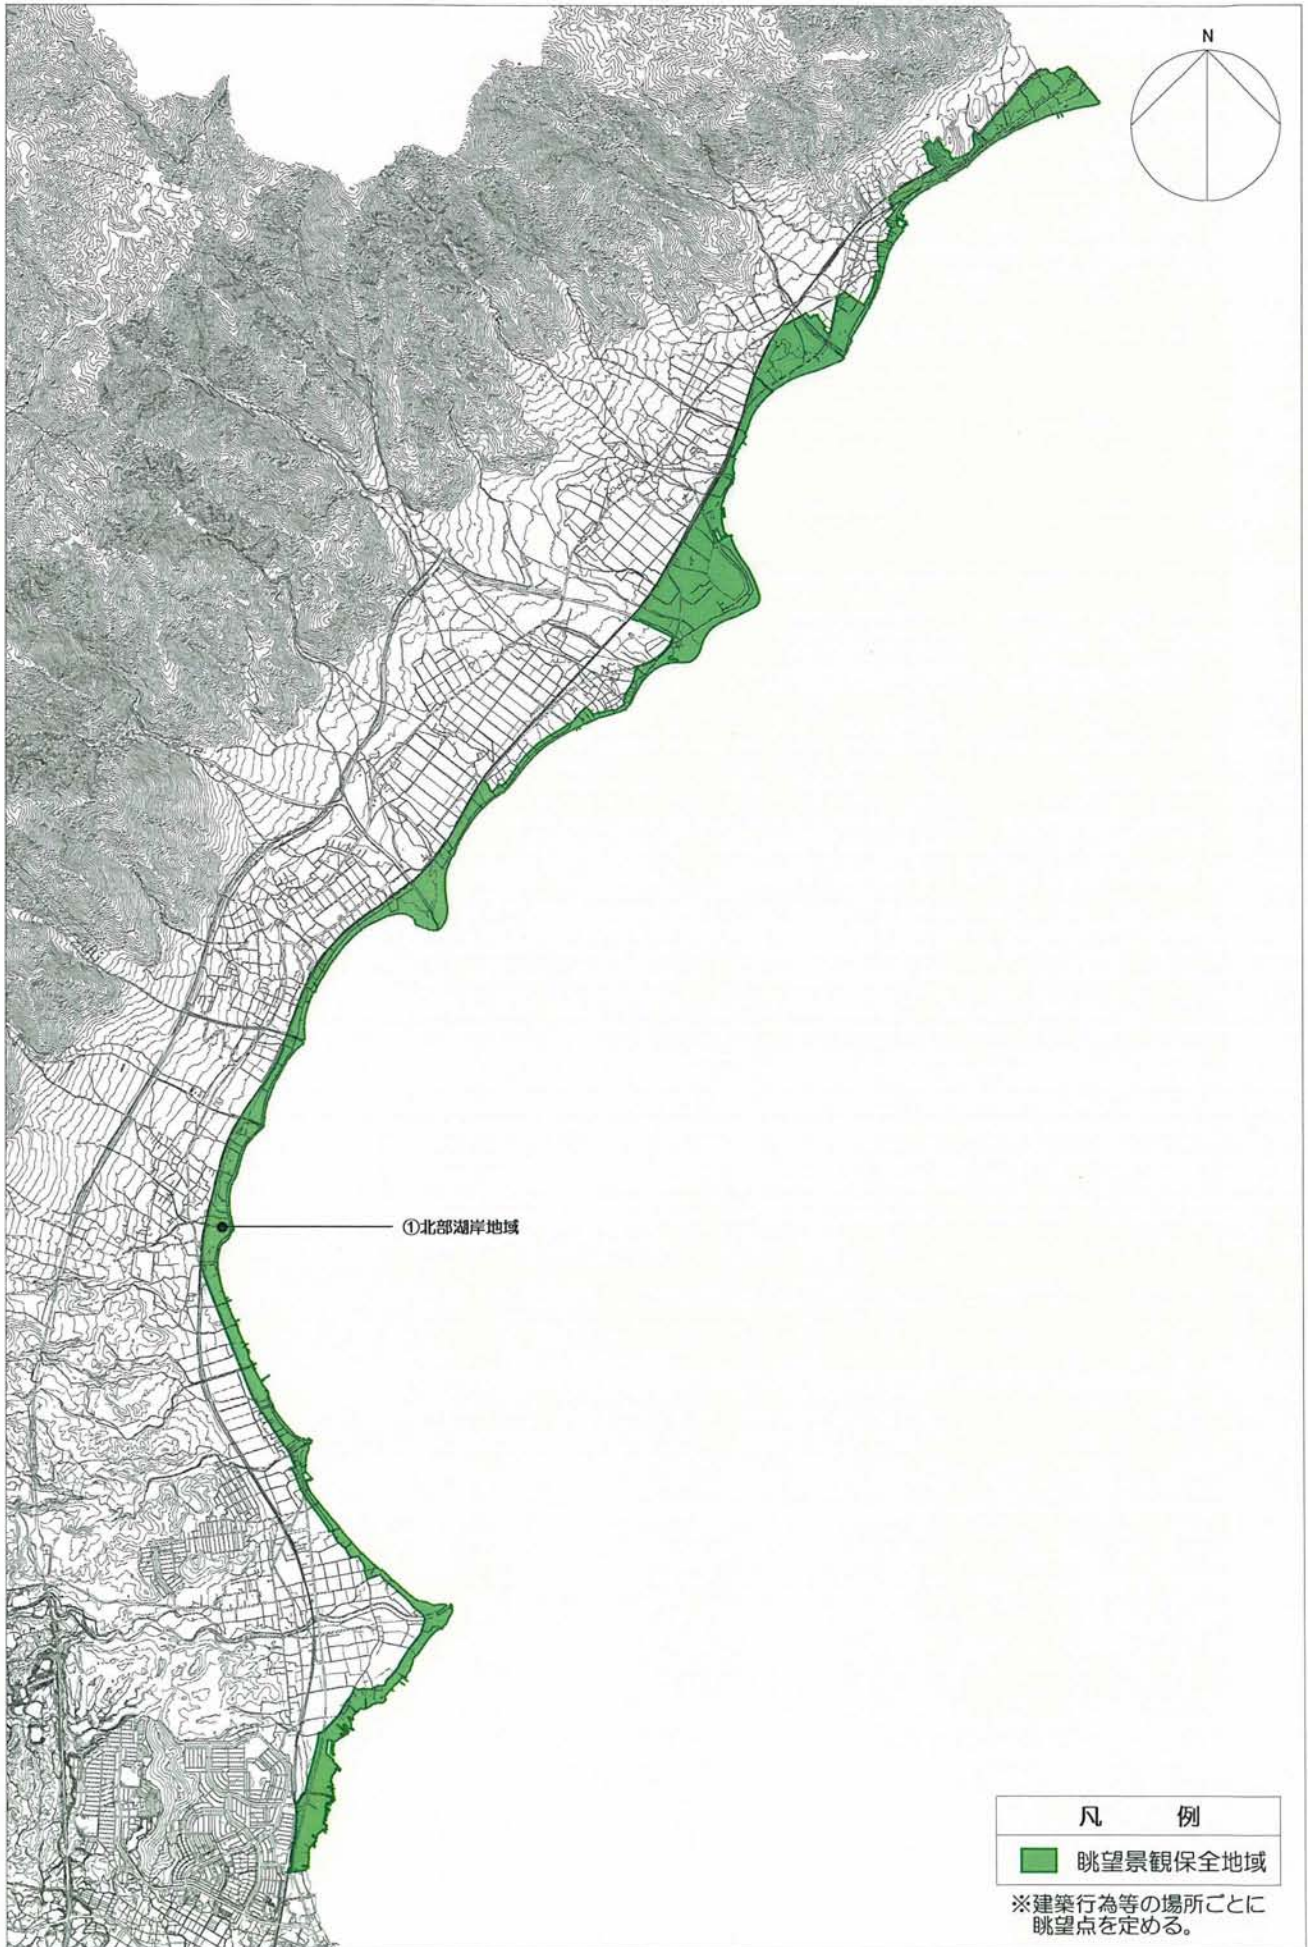 N
①北部湖岸地域
凡 例
眺望景観保全地域
※建築行為等の場所ごとに
眺望点を定める。